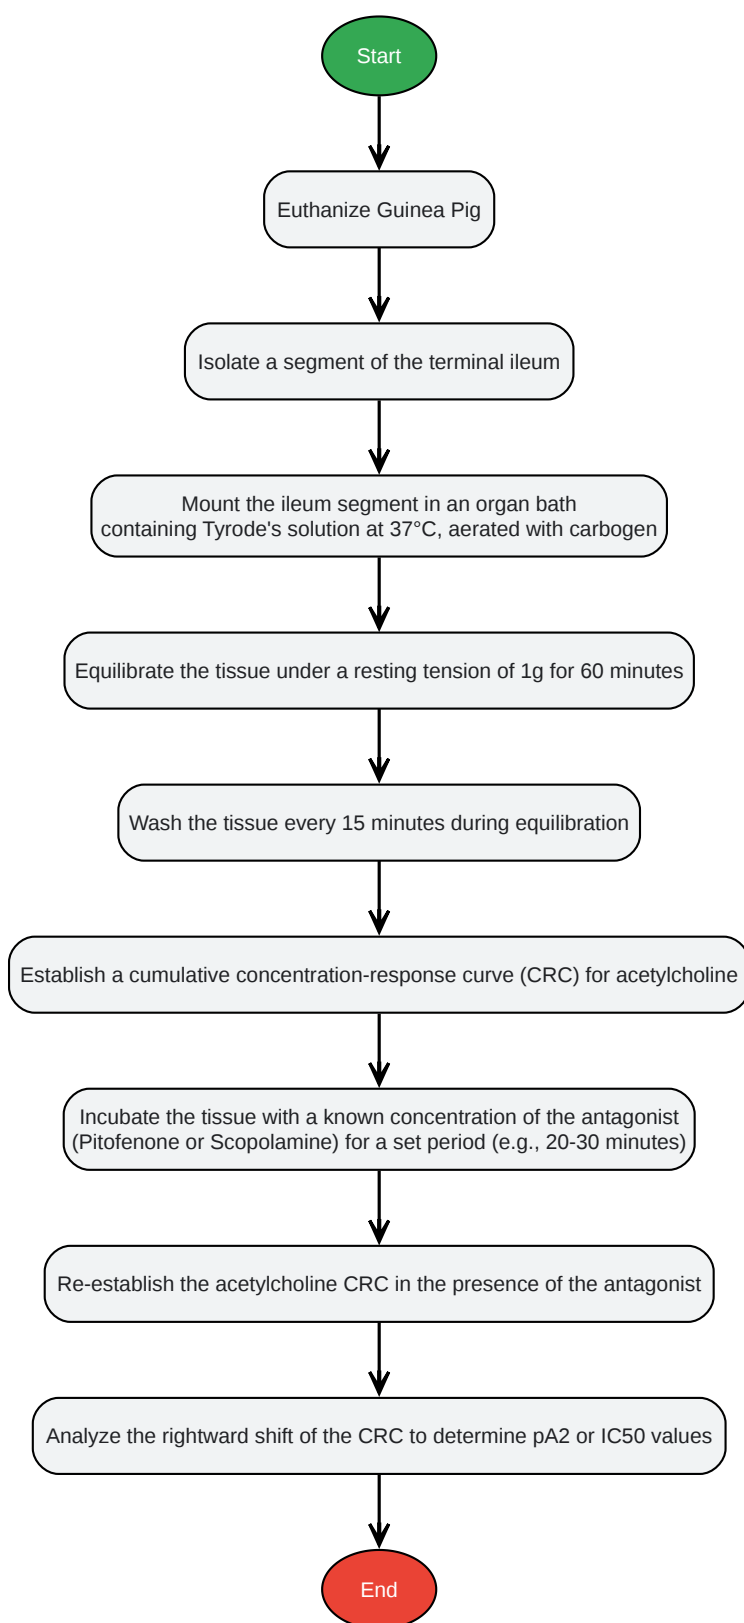 Start
Euthanize Guinea Pig
Isolate a segment of the terminal ileum
Mount the ileum segment in an organ bath
containing Tyrode's solution at 37°C, aerated with carbogen
Equilibrate the tissue under a resting tension of 1g for 60 minutes
Wash the tissue every 15 minutes during equilibration
Establish a cumulative concentration-response curve (CRC) for acetylcholine
Incubate the tissue with a known concentration of the antagonist
(Pitofenone or Scopolamine) for a set period (e.g., 20-30 minutes)
Re-establish the acetylcholine CRC in the presence of the antagonist
Analyze the rightward shift of the CRC to determine pA2 or IC50 values
End